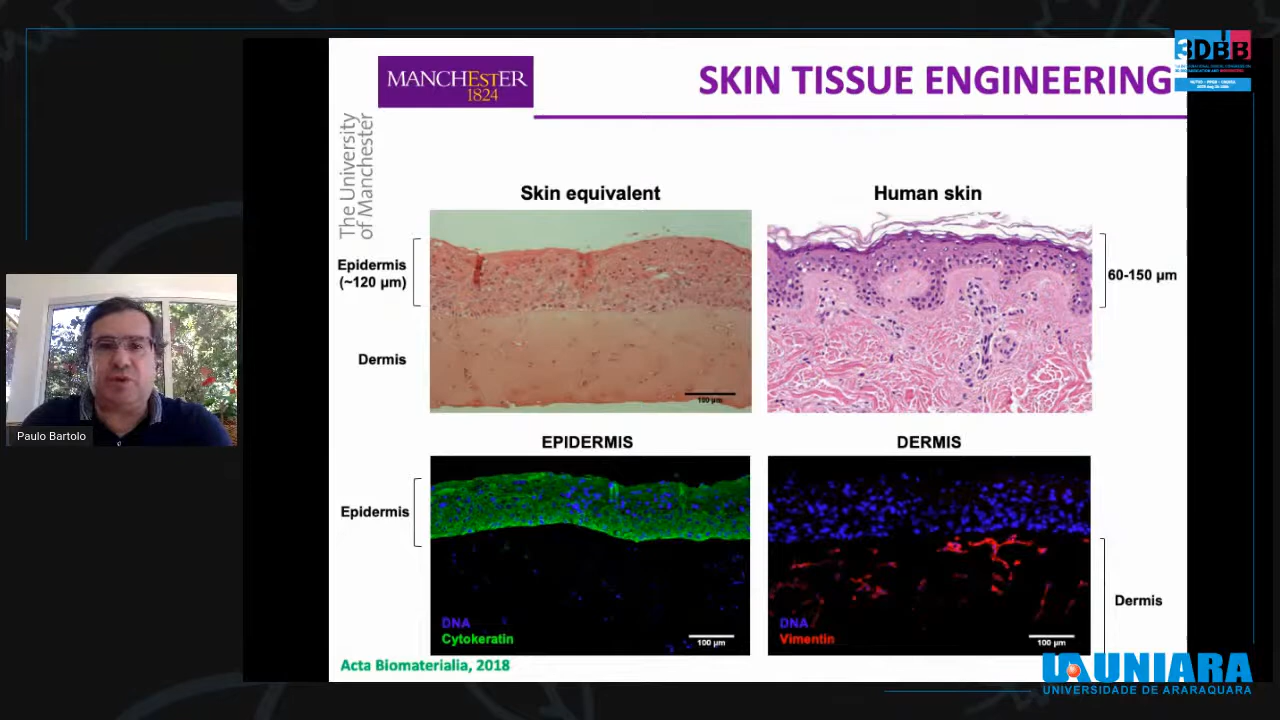 MANCHESTER
1824
The University
of Manchester
SKIN TISSUE ENGINEERING
3DBB
Skin equivalent
Human skin
Epidermis
(~120 µm)
60-150 µm
Dermis
100 µm
Paulo Bartolo
EPIDERMIS
DERMIS
Epidermis
Dermis
DNA
Cytokeratin
100 µm
DNA
Vimentin
100 µm
Acta Biomaterialia, 2018
UNIARA
UNIVERSIDADE DE ARARAQUARA